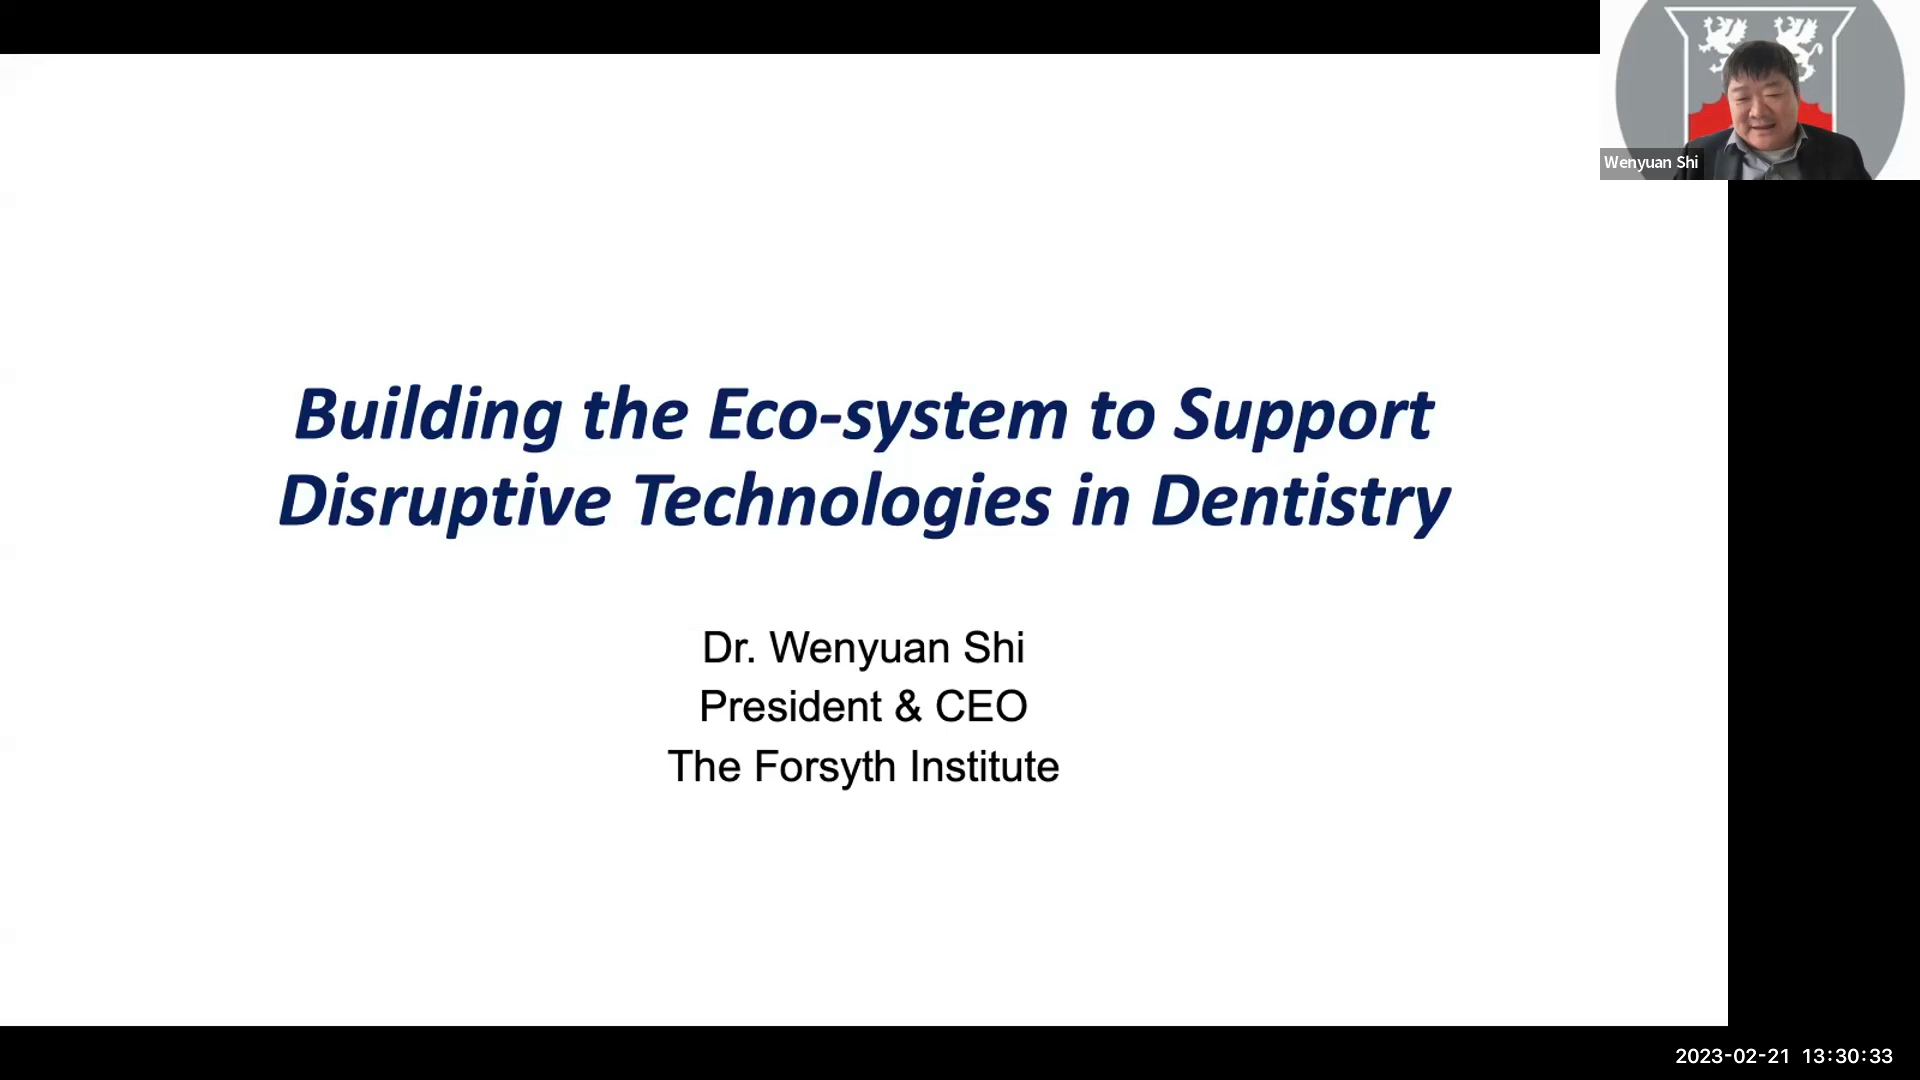 Wenyuan Shi
Building the Eco-system to Support
Disruptive Technologies in Dentistry
Dr. Wenyuan Shi
President & CEO
The Forsyth Institute
2023-02-21 13:30:33